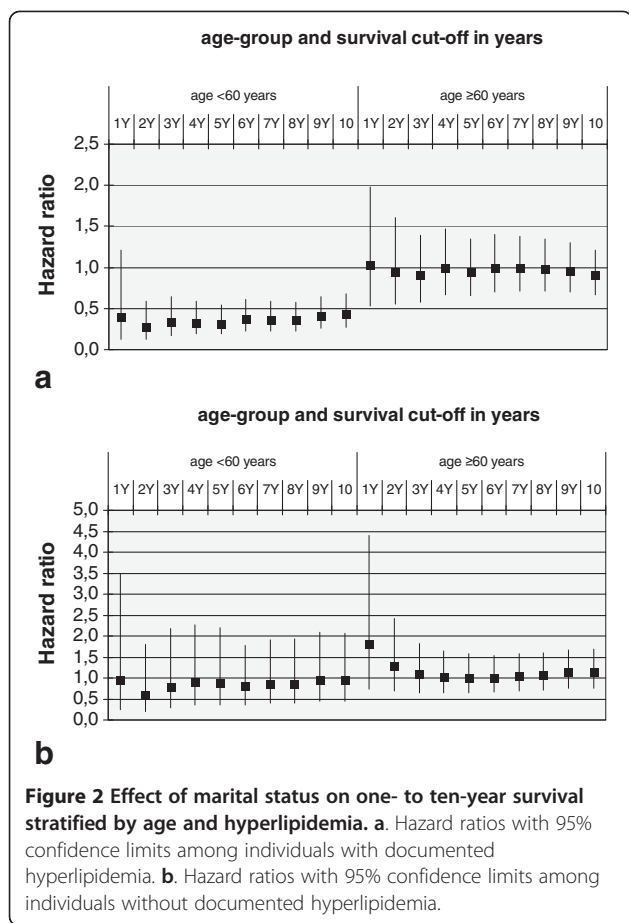 age-group and survival cut-off in years
age <60 years age ≥60 years
1Y 2Y 3Y 4Y 5Y 6Y 7Y 8Y 9Y 10 1Y 2Y 3Y 4Y 5Y 6Y 7Y 8Y 9Y 10
2,5
2,0
1,5
1,0
0,5
0,0
Hazard ratio
a
age-group and survival cut-off in years
age <60 years age ≥60 years
1Y 2Y 3Y 4Y 5Y 6Y 7Y 8Y 9Y 10 1Y 2Y 3Y 4Y 5Y 6Y 7Y 8Y 9Y 10
5,0
4,5
4,0
3,5
3,0
2,5
2,0
1,5
1,0
0,5
0,0
Hazard ratio
b
Figure 2 Effect of marital status on one- to ten-year survival
stratified by age and hyperlipidemia. a. Hazard ratios with 95%
confidence limits among individuals with documented
hyperlipidemia. b. Hazard ratios with 95% confidence limits among
individuals without documented hyperlipidemia.